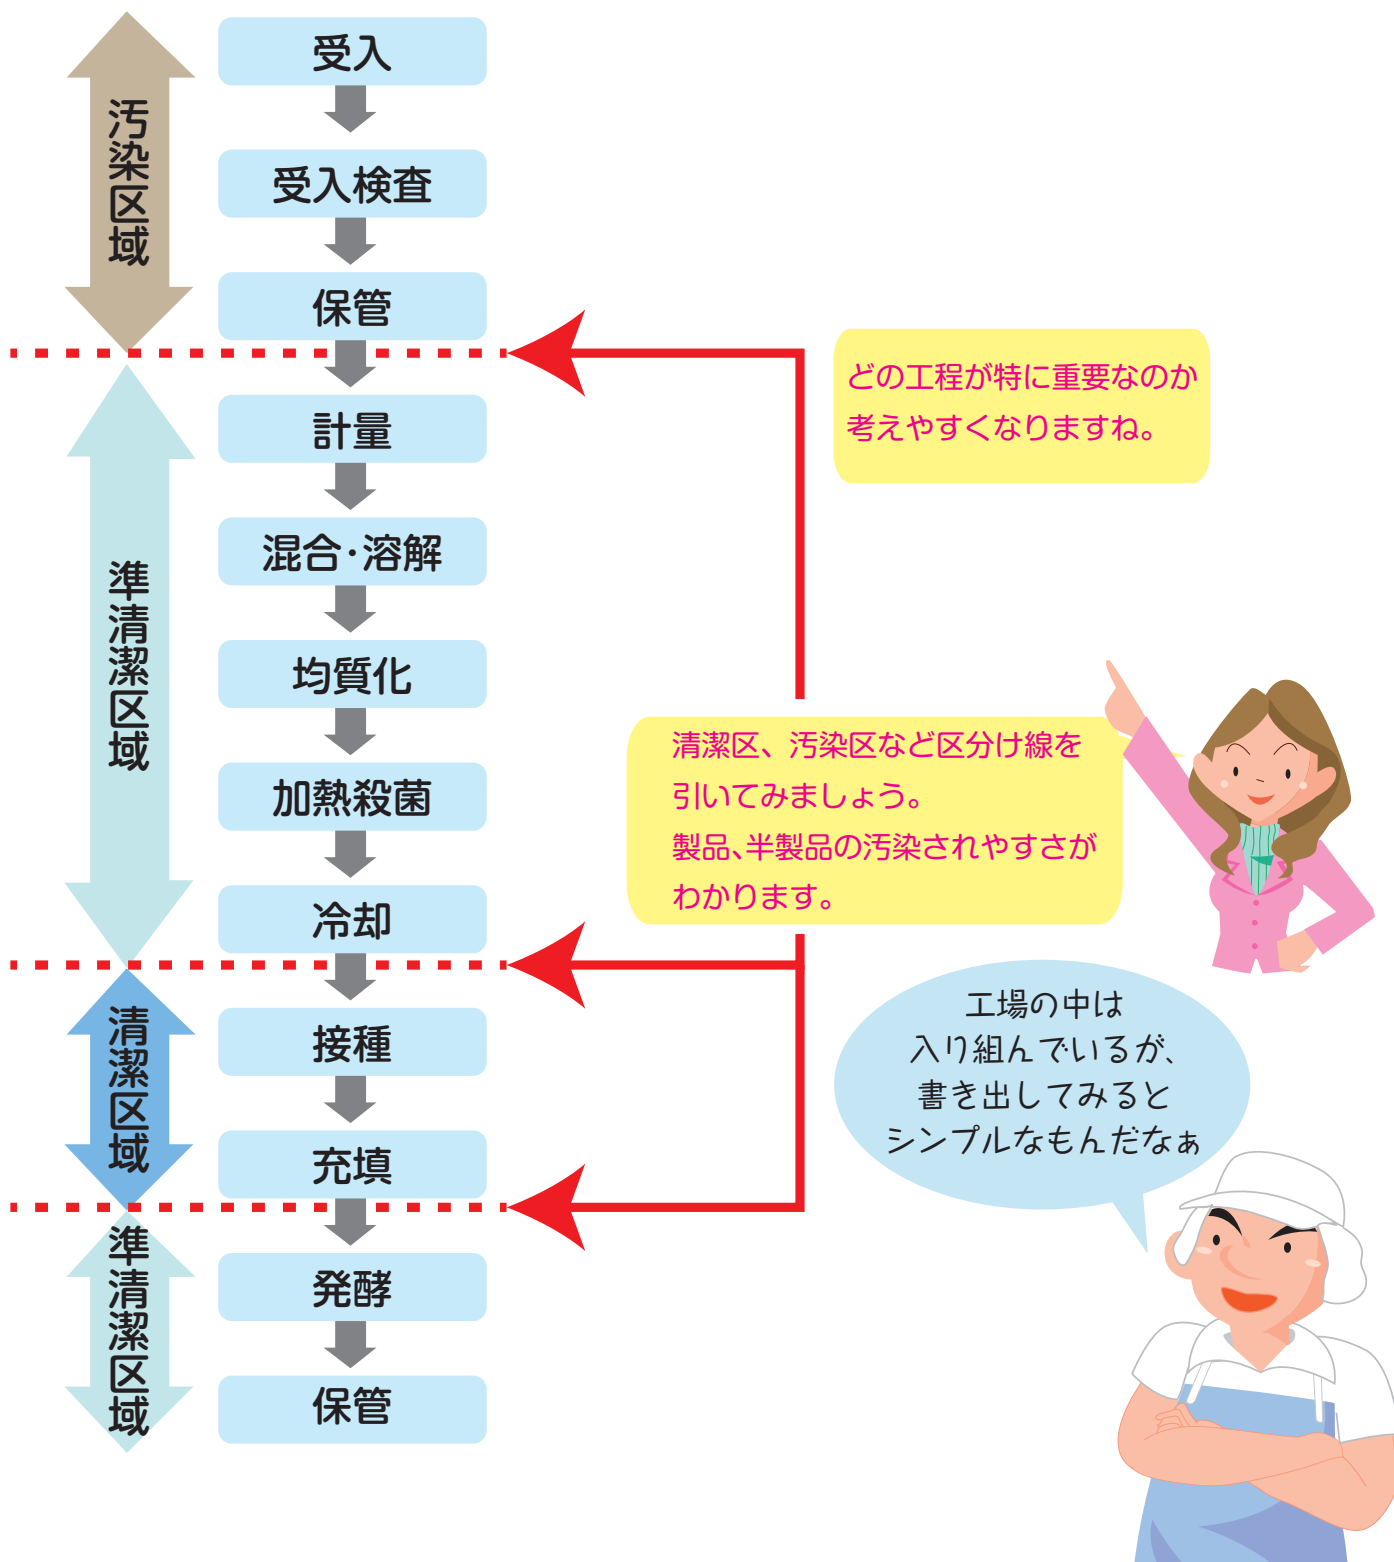 汚染区域
受入
受入検査
保管
準清潔区域
計量
混合・溶解
均質化
加熱殺菌
冷却
清潔区域
接種
充填
準清潔区域
発酵
保管
どの工程が特に重要なのか
考えやすくなりますね。
清潔区、汚染区など区分け線を
引いてみましょう。
製品、半製品の汚染されやすさが
わかります。
工場の中は
入り組んでいるが、
書き出してみると
シンプルなもんだなぁ